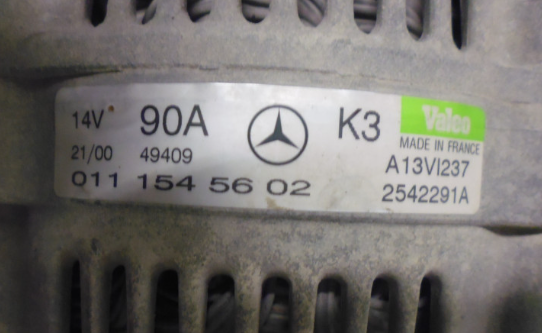 14V 90A K3 Valeo
MADE IN FRANCE
21/00 49409 A13VI237
011 154 56 02 2542291A